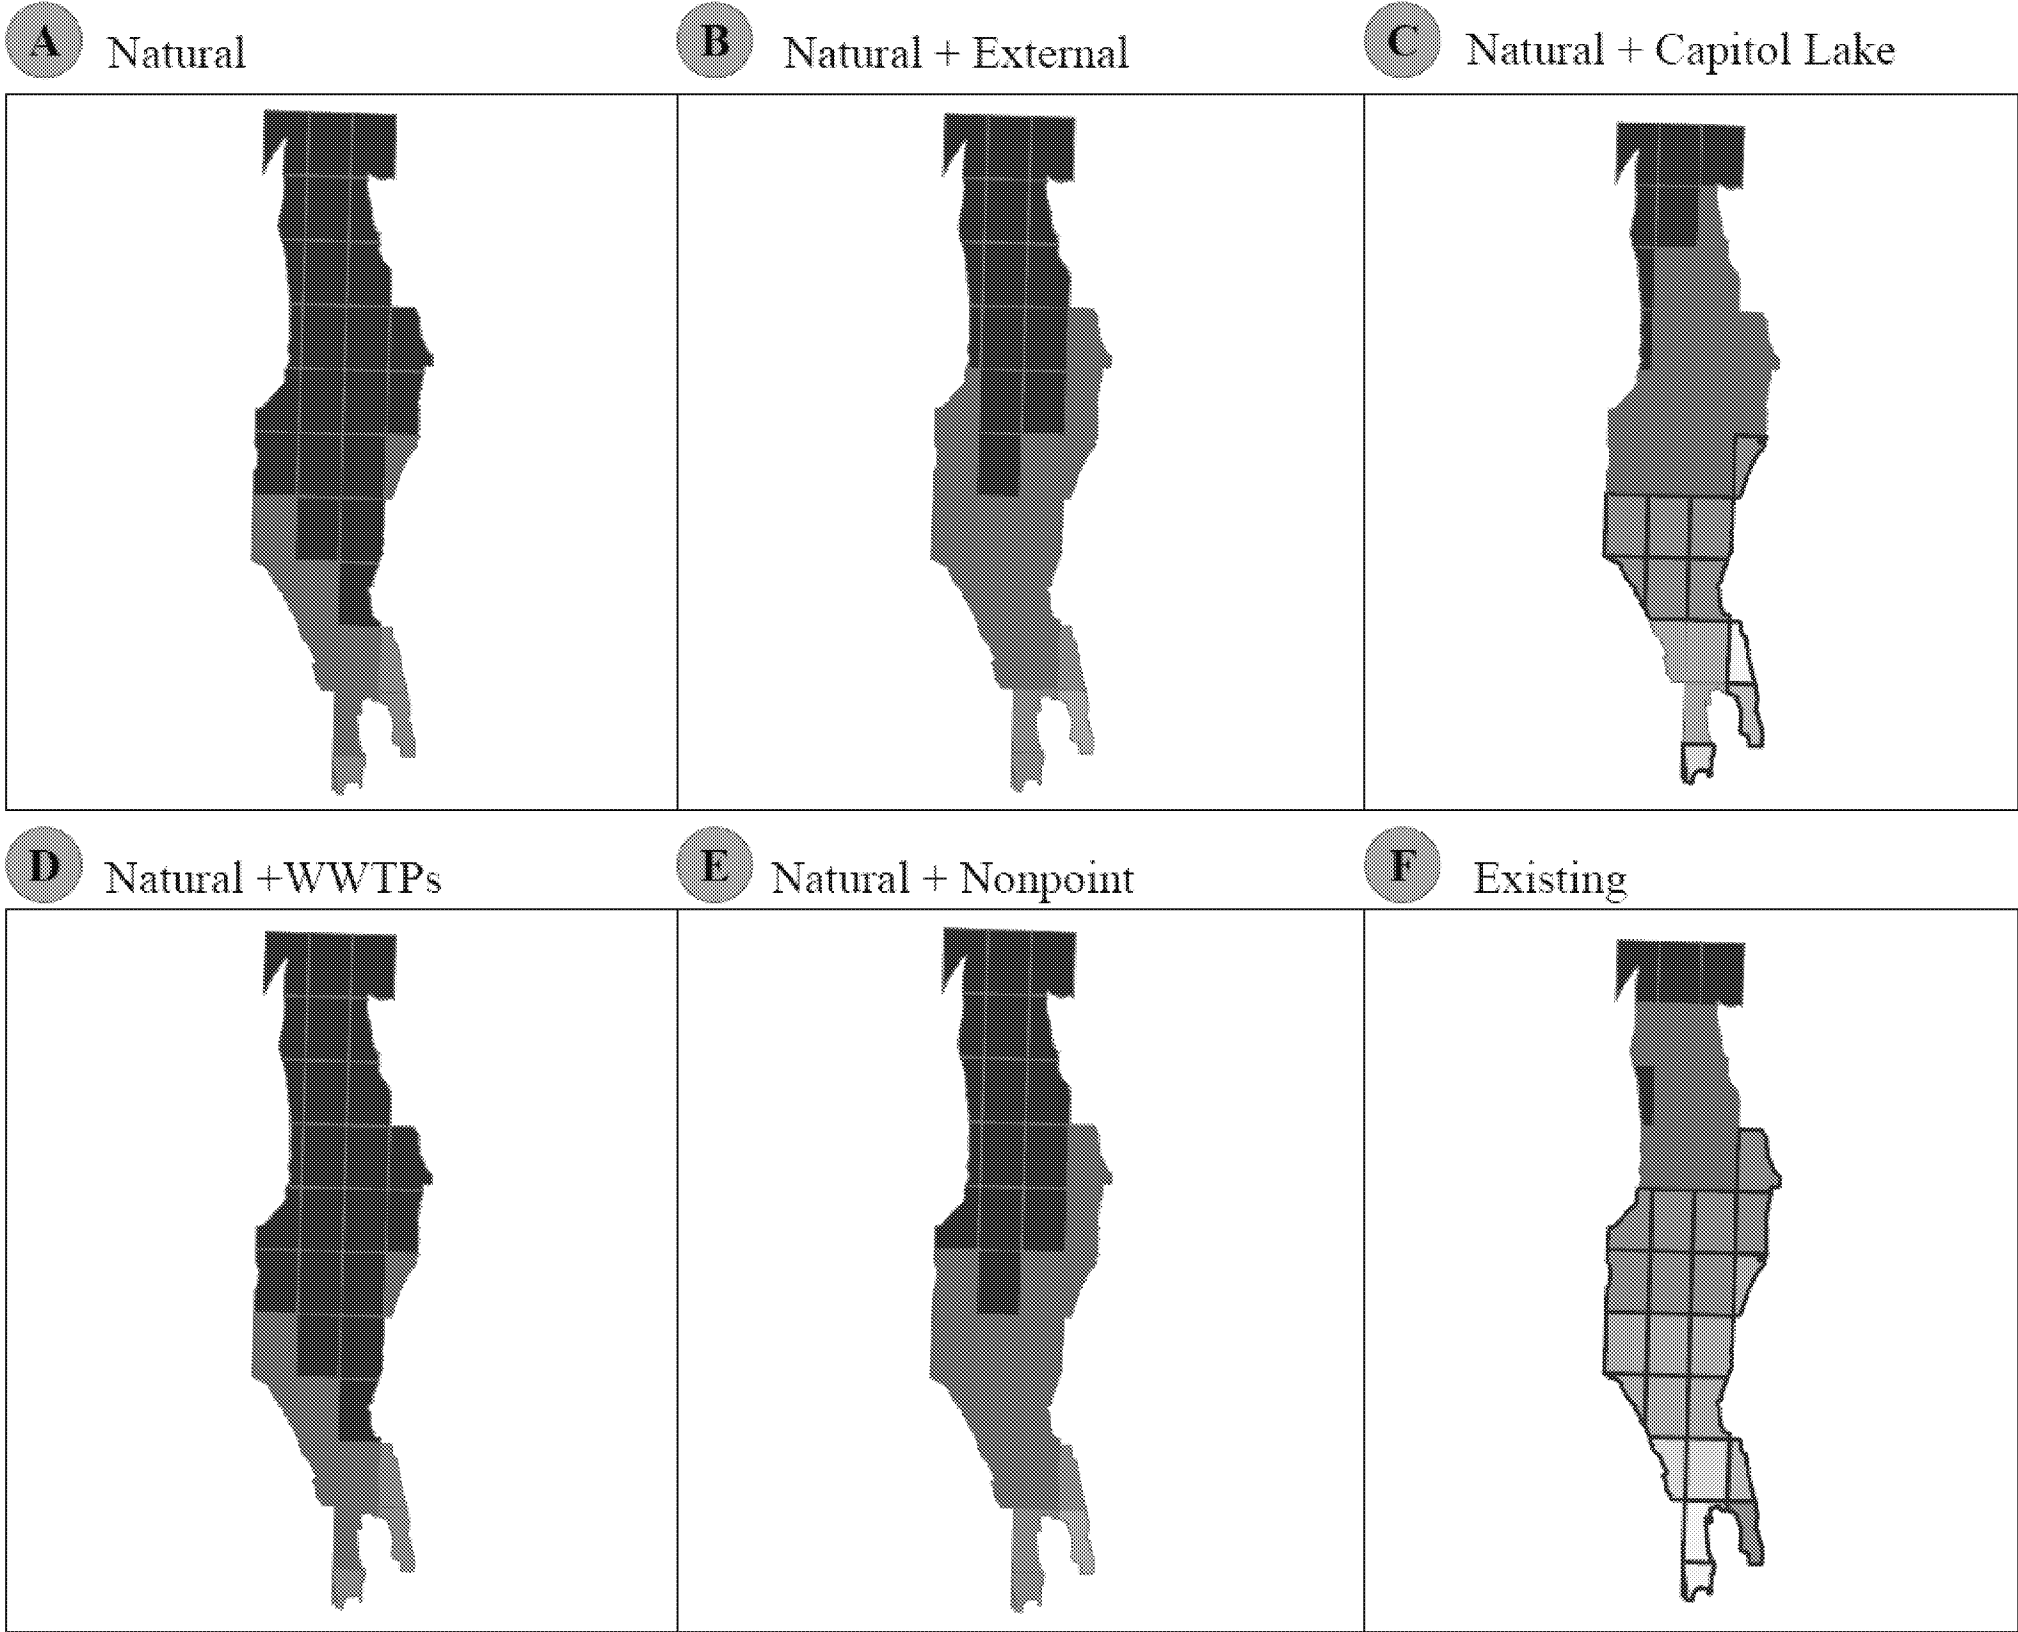 A Natural
B Natural + External
C Natural + Capitol Lake
D Natural +WWTPs
E Natural + Nonpoint
F Existing